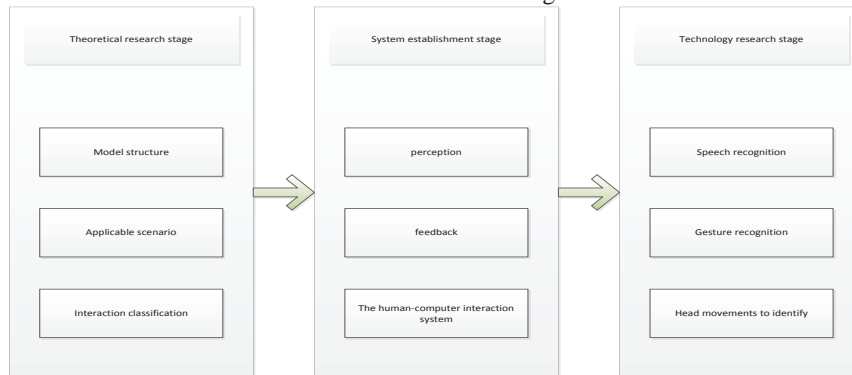 Theoretical research stage
Model structure
Applicable scenario
Interaction classification
System establishment stage
perception
feedback
The human-computer interaction
system
Technology research stage
Speech recognition
Gesture recognition
Head movements to identify